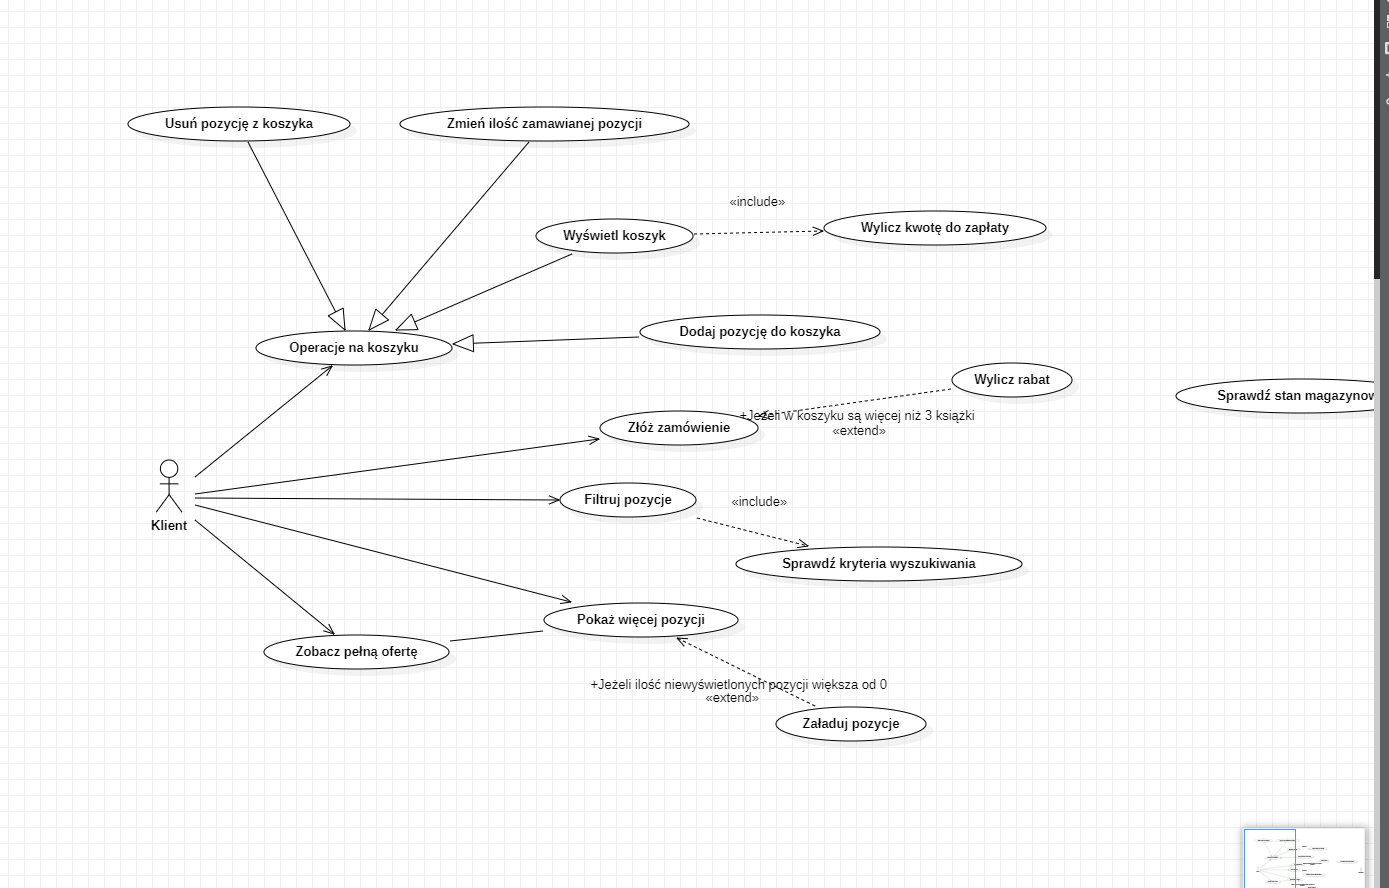 Usuń pozycję z koszyka
Zmień ilość zamawianej pozycji
«include»
Wyświetl koszyk
Wylicz kwotę do zapłaty
Operacje na koszyku
Dodaj pozycję do koszyka
Wylicz rabat
Sprawdź stan magazynow
+Jeżeli w koszyku są więcej niż 3 książki
«extend»
Złóż zamówienie
Klient
Filtruj pozycje
«include»
Sprawdź kryteria wyszukiwania
Pokaż więcej pozycji
Zobacz pełną ofertę
+Jeżeli ilość niewyświetlonych pozycji większa od 0
«extend»
Załaduj pozycje